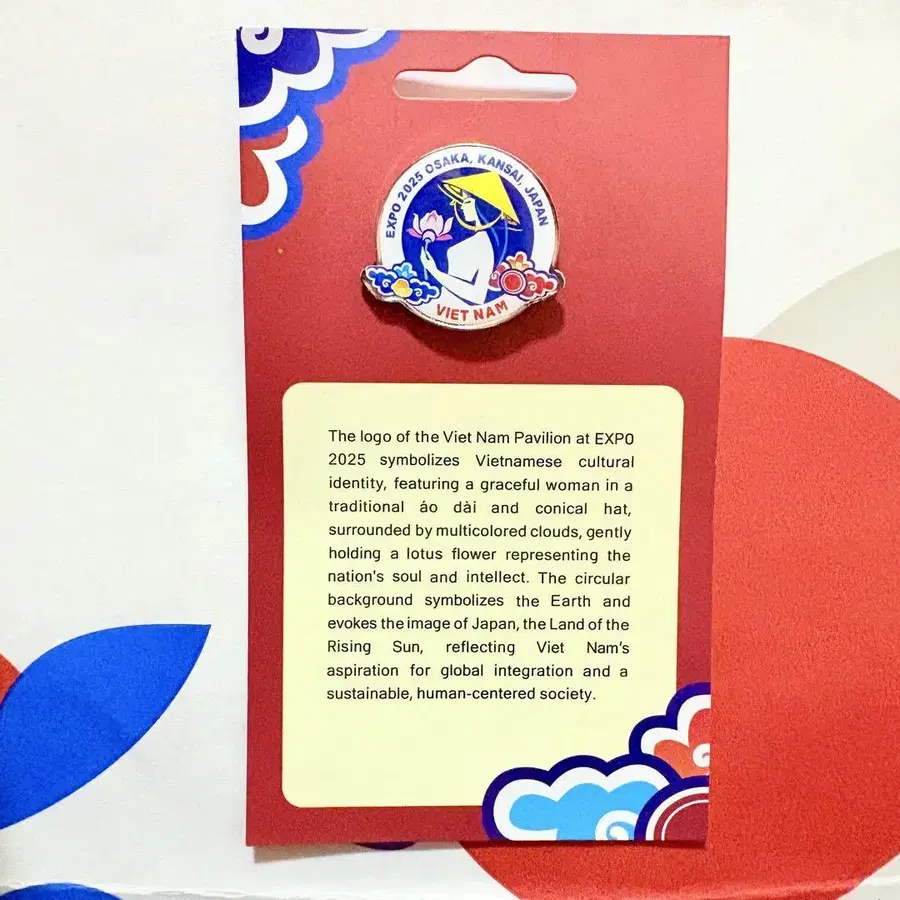 EXPO 2025 OSAKA, KANSAI, JAPAN
VIET NAM
The logo of the Viet Nam Pavilion at EXPO
2025 symbolizes Vietnamese cultural
identity, featuring a graceful woman in a
traditional áo dài and conical hat,
surrounded by multicolored clouds, gently
holding a lotus flower representing the
nation's soul and intellect. The circular
background symbolizes the Earth and
evokes the image of Japan, the Land of the
Rising Sun, reflecting Viet Nam's
aspiration for global integration and a
sustainable, human-centered society.